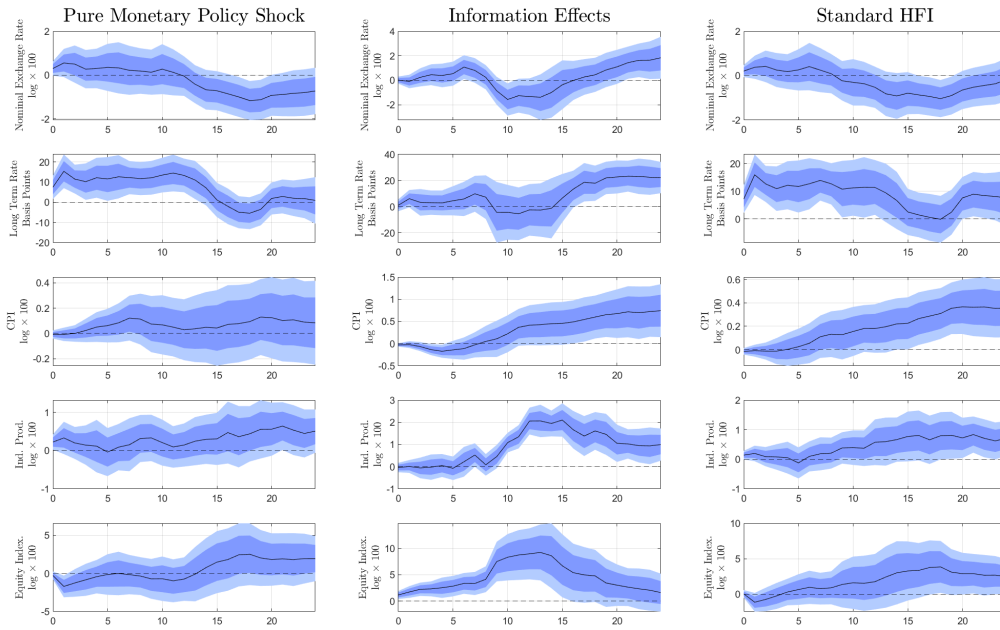 Pure Monetary Policy Shock
Information Effects
Standard HFI
Nominal Exchange Rate
log × 100
2
0
-2
0 5 10 15 20
Nominal Exchange Rate
log × 100
4
2
0
-2
0 5 10 15 20
Nominal Exchange Rate
log × 100
2
0
-2
0 5 10 15 20
Long Term Rate
Basis Points
20
10
0
-10
-20
0 5 10 15 20
Long Term Rate
Basis Points
40
20
0
-20
0 5 10 15 20
Long Term Rate
Basis Points
20
10
0
0 5 10 15 20
CPI
log × 100
0.4
0.2
0
-0.2
0 5 10 15 20
CPI
log × 100
1.5
1
0.5
0
-0.5
0 5 10 15 20
CPI
log × 100
0.6
0.4
0.2
0
0 5 10 15 20
Ind. Prod.
log × 100
1
0
-1
0 5 10 15 20
Ind. Prod.
log × 100
3
2
1
0
-1
0 5 10 15 20
Ind. Prod.
log × 100
2
1
0
-1
0 5 10 15 20
Equity Index.
log × 100
5
0
-5
0 5 10 15 20
Equity Index.
log × 100
10
5
0
0 5 10 15 20
Equity Index.
log × 100
10
5
0
0 5 10 15 20